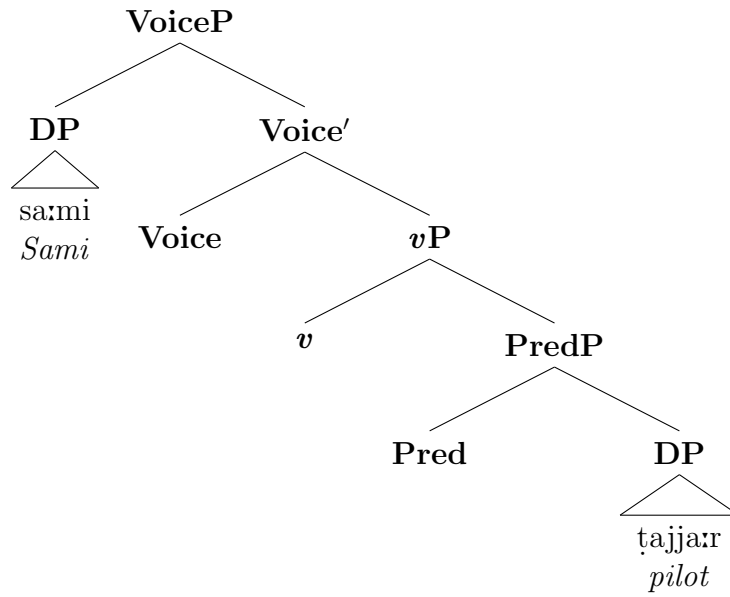 VoiceP
DP Voice′
saːmi
Sami
Voice vP
v PredP
Pred DP
ṭajjaːr
pilot